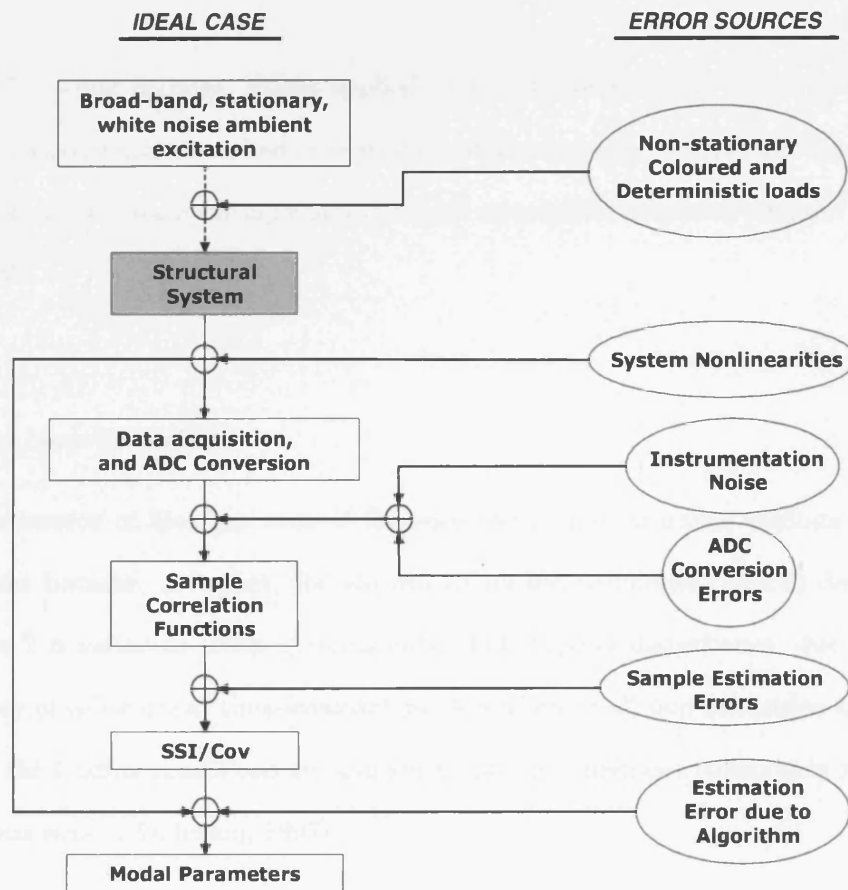 IDEAL CASE
ERROR SOURCES
Broad-band, stationary,
white noise ambient
excitation
Non-stationary
Coloured and
Deterministic loads
Structural
System
System Nonlinearities
Data acquisition,
and ADC Conversion
Instrumentation
Noise
ADC
Conversion
Errors
Sample
Correlation
Functions
Sample Estimation
Errors
SSI/Cov
Estimation
Error due to
Algorithm
Modal Parameters